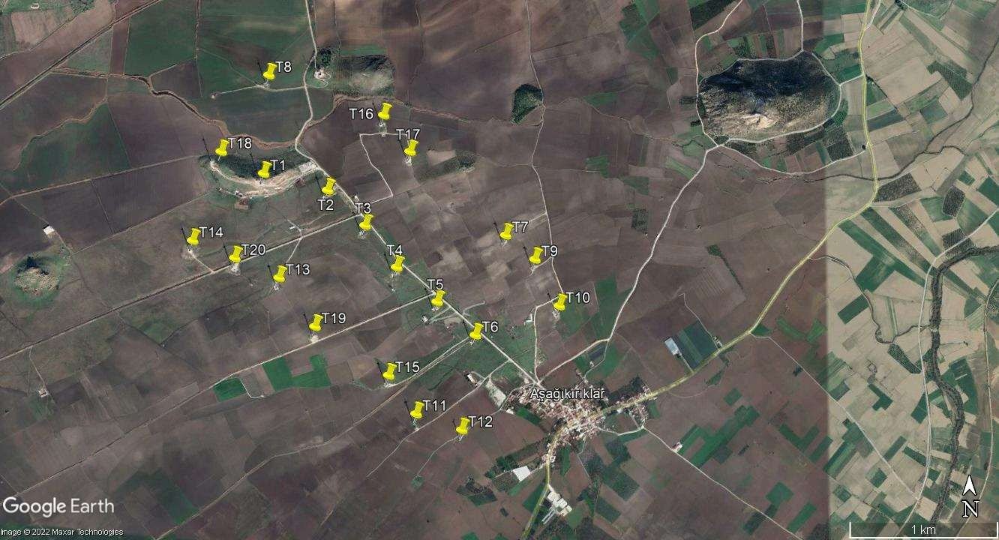 T8
T16
T17
T18
T1
T2
T3
T14
T7
T20
T4
T9
T13
T5
T10
T19
T6
T15
Aşağıkırıklar
T11
T12
Google Earth
N
Image © 2022 Maxar Technologies
1 km